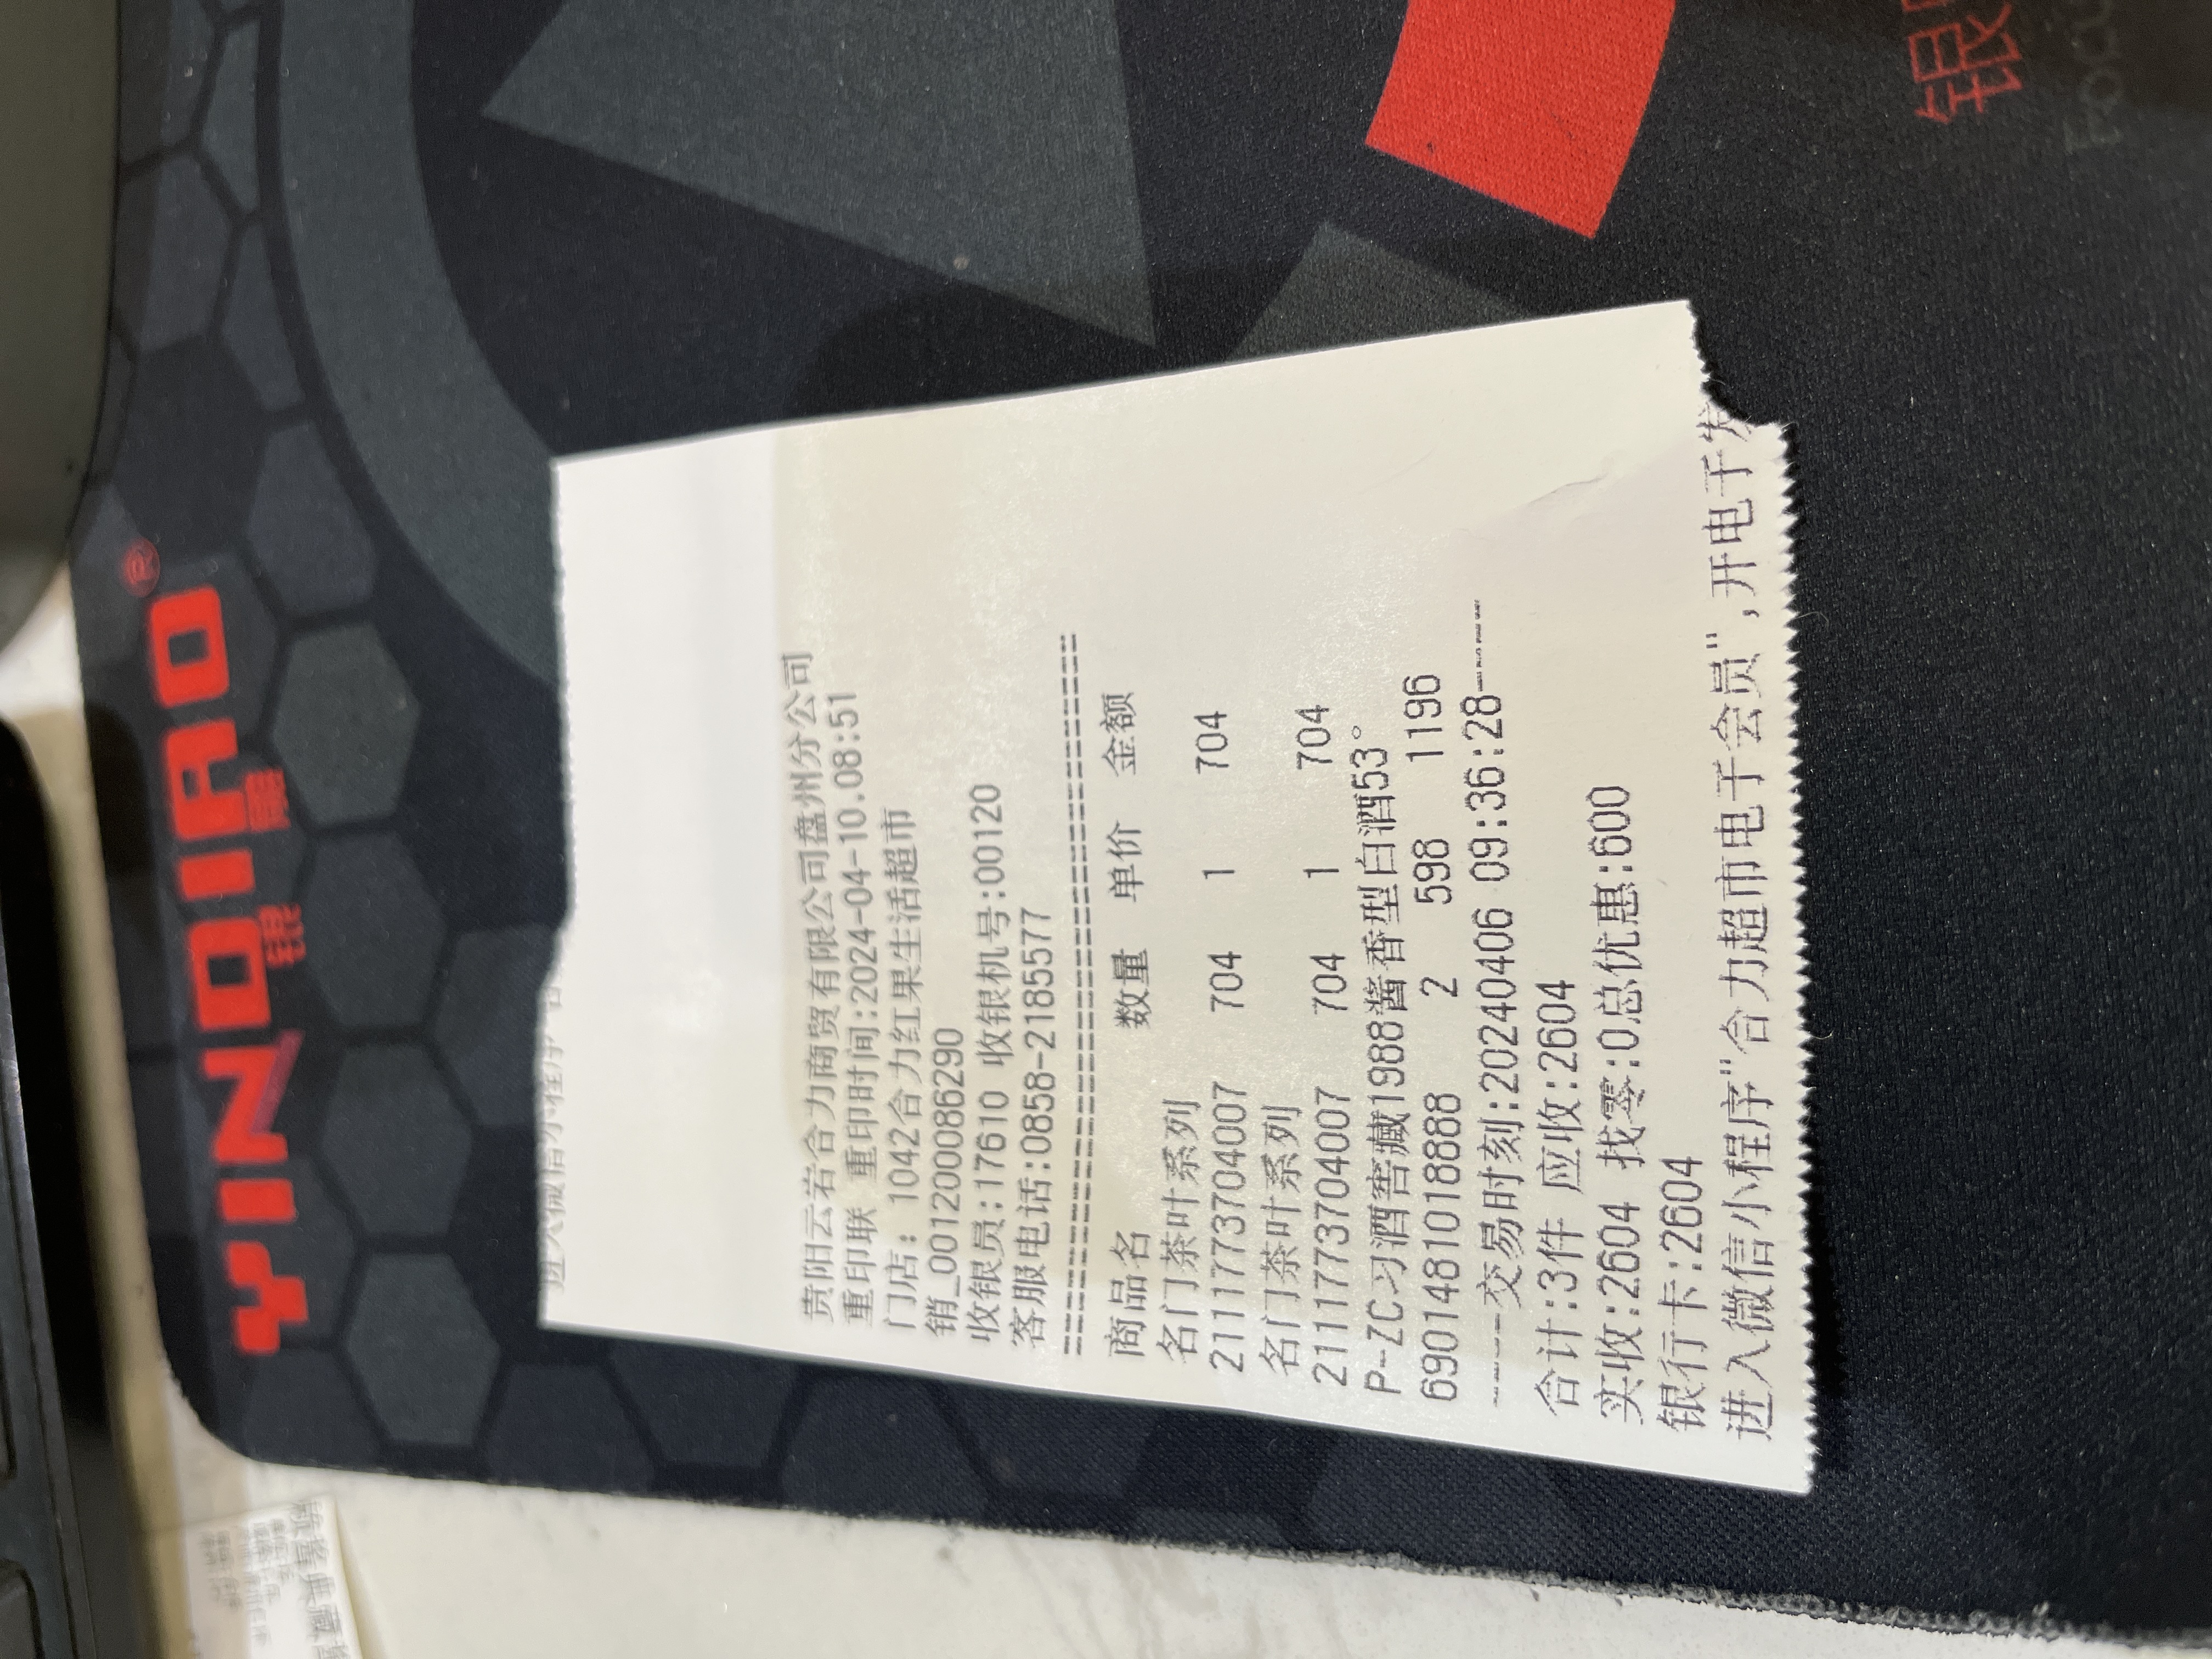 YINDIAO®
银雕
贵阳云岩合力商贸有限公司盘州分公司
重印联 重印时间:2024-04-10.08:51
门店: 1042合力红果生活超市
销_00120000086290
收银员:17610 收银机号:00120
客服电话:0858-2185577
商品名 数量 单价 金额
名门茶叶系列
2111773704007 704 1 704
名门茶叶系列
2111773704007 704 1 704
P-ZC习酒窖藏1988酱香型白酒53°
6901481018888 2 598 1196
-----交易时刻:20240406 09:36:28-----
合计:3件 应收:2604
实收:2604 找零:0总优惠:600
银行卡:2604
进入微信小程序"合力超市电子会员",开电子发
银